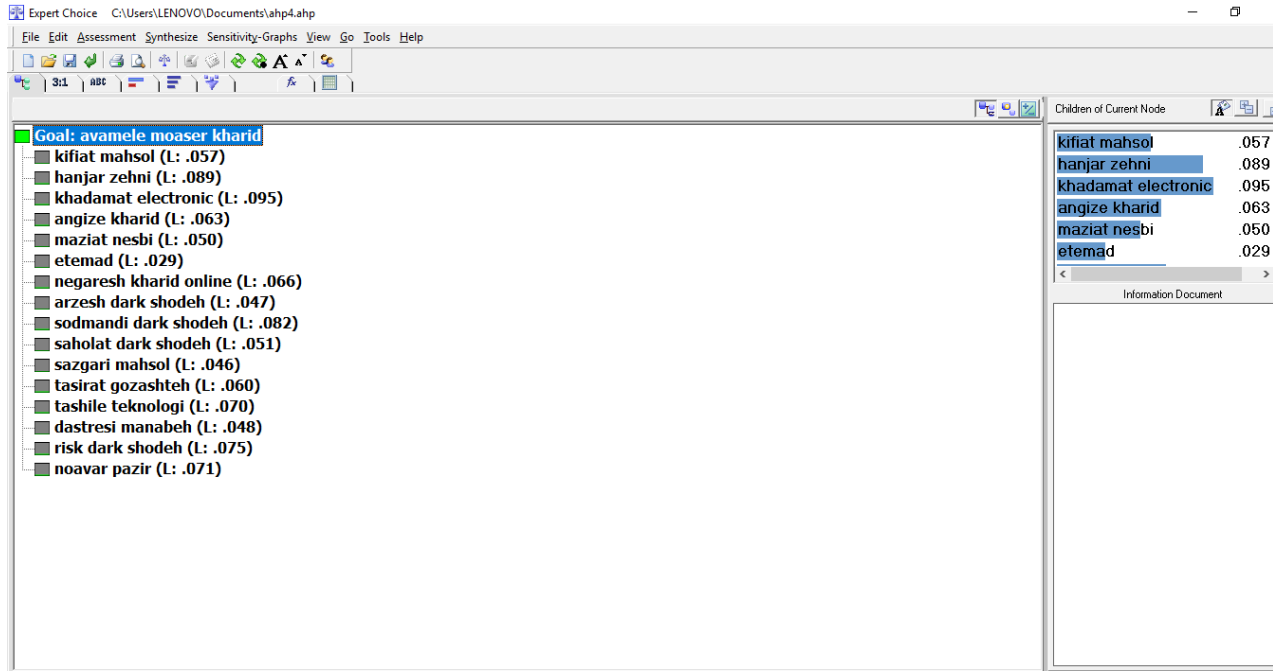 Expert Choice C:\Users\LENOVO\Documents\ahp4.ahp
File Edit Assessment Synthesize Sensitivity-Graphs View Go Tools Help
3:1 ABC fx
Children of Current Node
Goal: avamele moaser kharid
kifiat mahsol (L: .057)
hanjar zehni (L: .089)
khadamat electronic (L: .095)
angize kharid (L: .063)
maziat nesbi (L: .050)
etemad (L: .029)
negaresh kharid online (L: .066)
arzesh dark shodeh (L: .047)
sodmandi dark shodeh (L: .082)
saholat dark shodeh (L: .051)
sazgari mahsol (L: .046)
tasirat gozashteh (L: .060)
tashile teknologi (L: .070)
dastresi manabeh (L: .048)
risk dark shodeh (L: .075)
noavar pazir (L: .071)
kifiat mahsol .057
hanjar zehni .089
khadamat electronic .095
angize kharid .063
maziat nesbi .050
etemad .029
Information Document